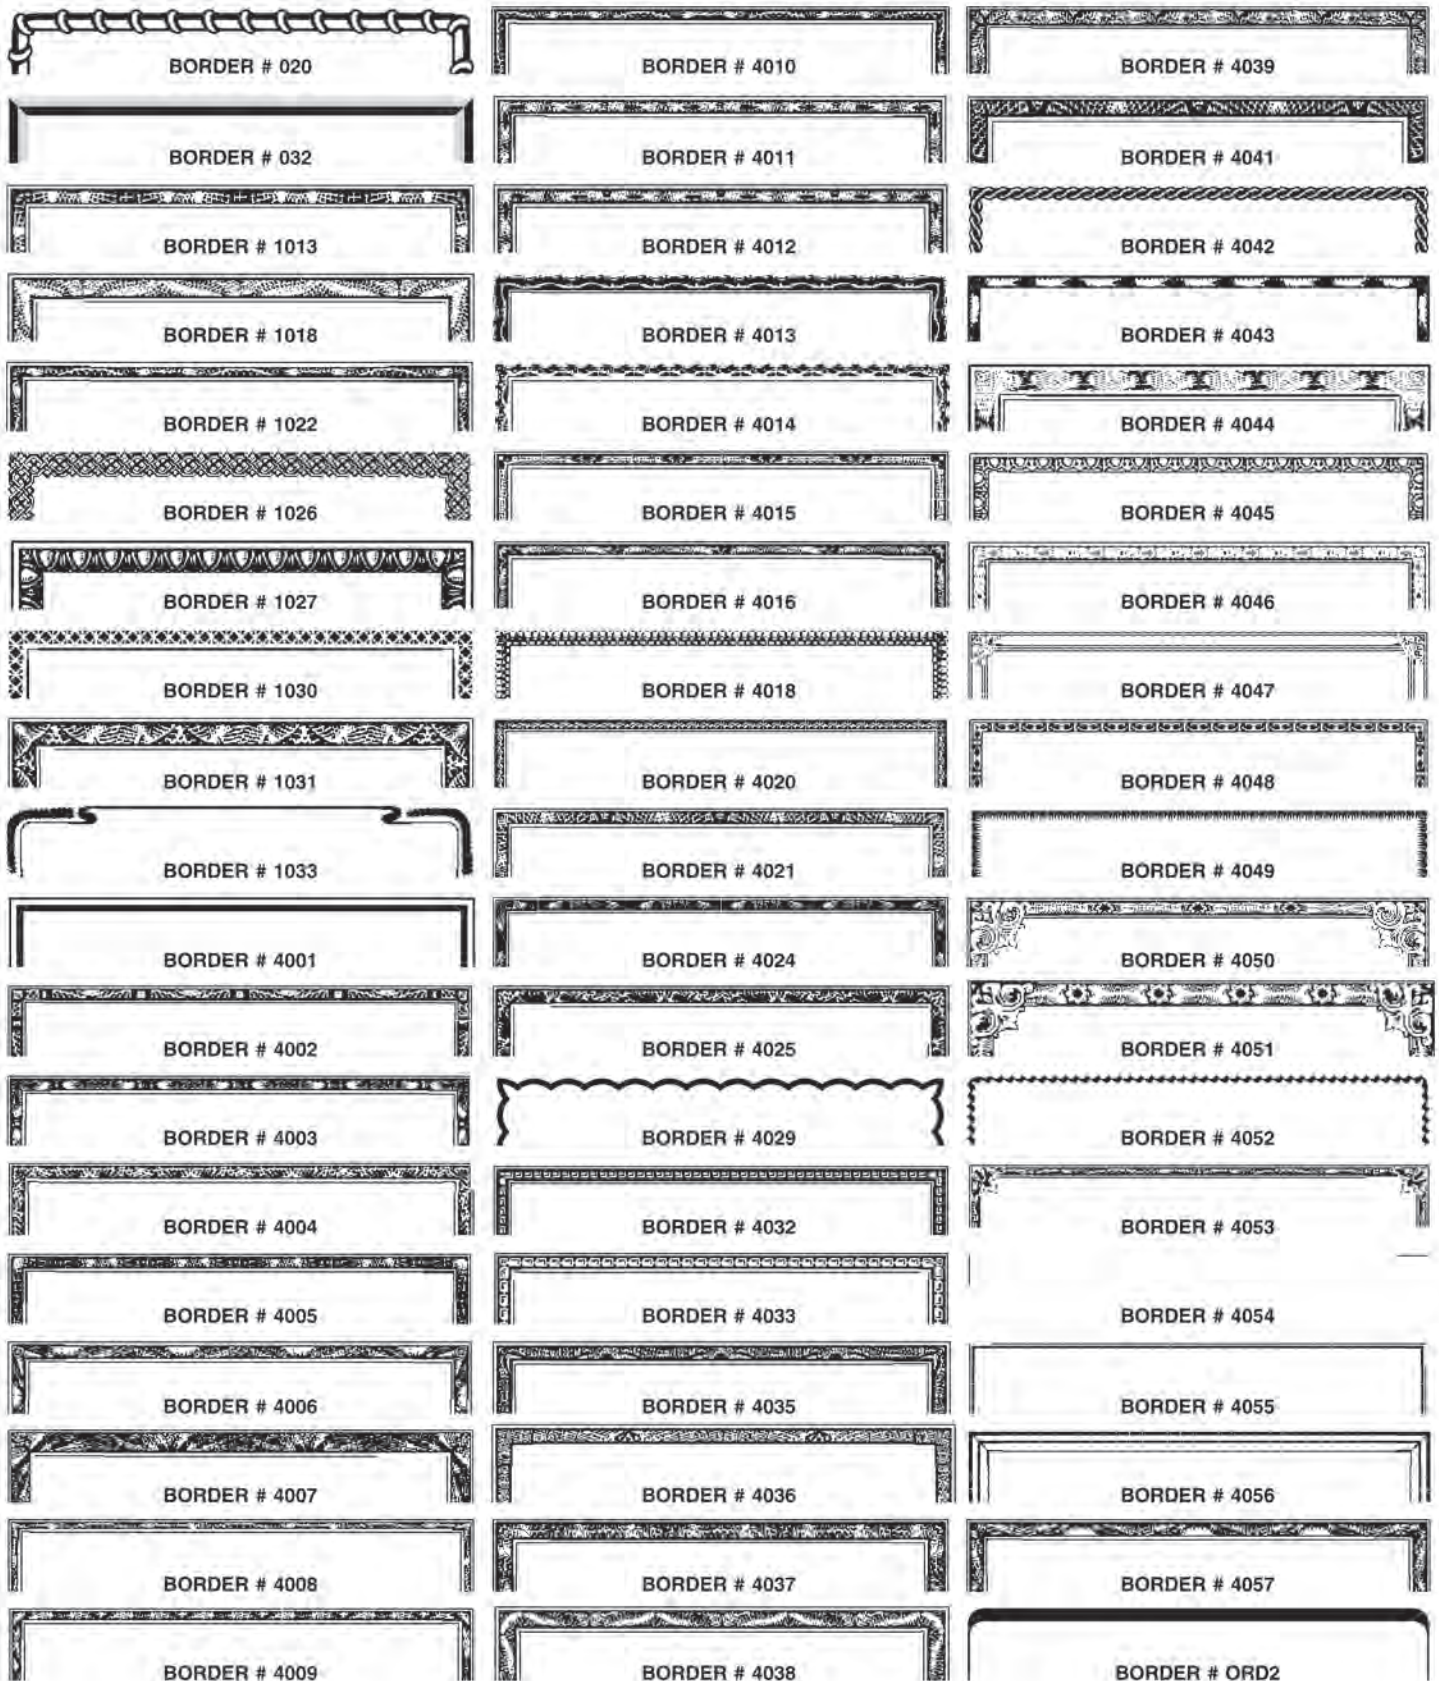 BORDER # 020
BORDER # 032
BORDER # 1013
BORDER # 1018
BORDER # 1022
BORDER # 1026
BORDER # 1027
BORDER # 1030
BORDER # 1031
BORDER # 1033
BORDER # 4001
BORDER # 4002
BORDER # 4003
BORDER # 4004
BORDER # 4005
BORDER # 4006
BORDER # 4007
BORDER # 4008
BORDER # 4009
BORDER # 4010
BORDER # 4011
BORDER # 4012
BORDER # 4013
BORDER # 4014
BORDER # 4015
BORDER # 4016
BORDER # 4018
BORDER # 4020
BORDER # 4021
BORDER # 4024
BORDER # 4025
BORDER # 4029
BORDER # 4032
BORDER # 4033
BORDER # 4035
BORDER # 4036
BORDER # 4037
BORDER # 4038
BORDER # 4039
BORDER # 4041
BORDER # 4042
BORDER # 4043
BORDER # 4044
BORDER # 4045
BORDER # 4046
BORDER # 4047
BORDER # 4048
BORDER # 4049
BORDER # 4050
BORDER # 4051
BORDER # 4052
BORDER # 4053
BORDER # 4054
BORDER # 4055
BORDER # 4056
BORDER # 4057
BORDER # ORD2